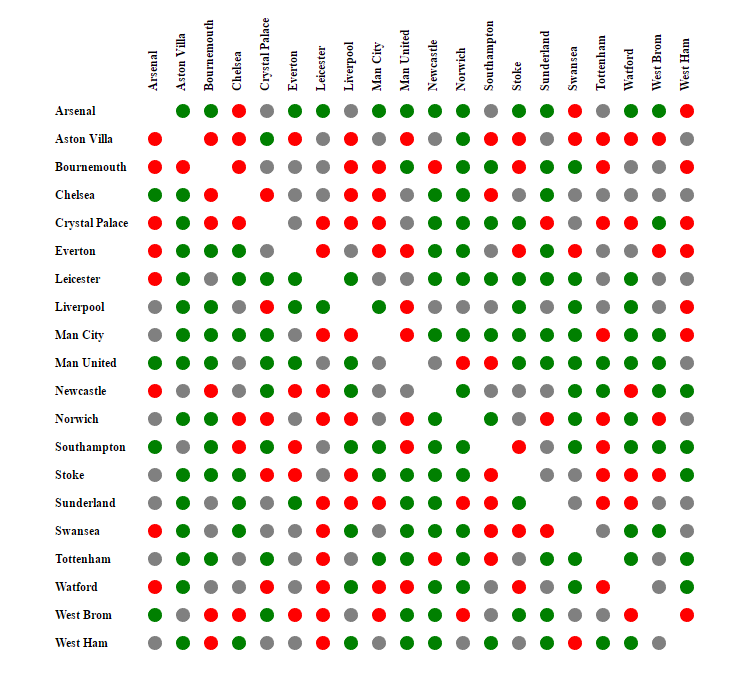 Arsenal
Aston Villa
Bournemouth
Chelsea
Crystal Palace
Everton
Leicester
Liverpool
Man City
Man United
Newcastle
Norwich
Southampton
Stoke
Sunderland
Swansea
Tottenham
Watford
West Brom
West Ham
Arsenal
Aston Villa
Bournemouth
Chelsea
Crystal Palace
Everton
Leicester
Liverpool
Man City
Man United
Newcastle
Norwich
Southampton
Stoke
Sunderland
Swansea
Tottenham
Watford
West Brom
West Ham